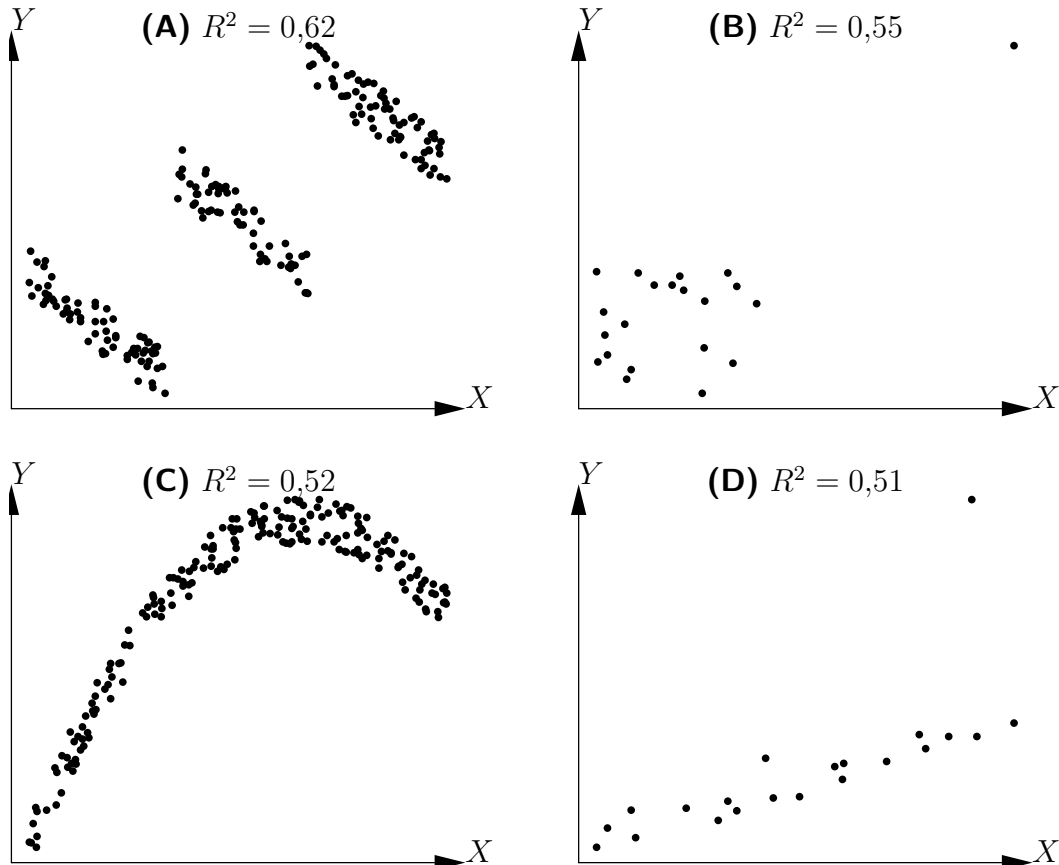 Y
(A) R² = 0,62
X
Y
(B) R² = 0,55
X
Y
(C) R² = 0,52
X
Y
(D) R² = 0,51
X